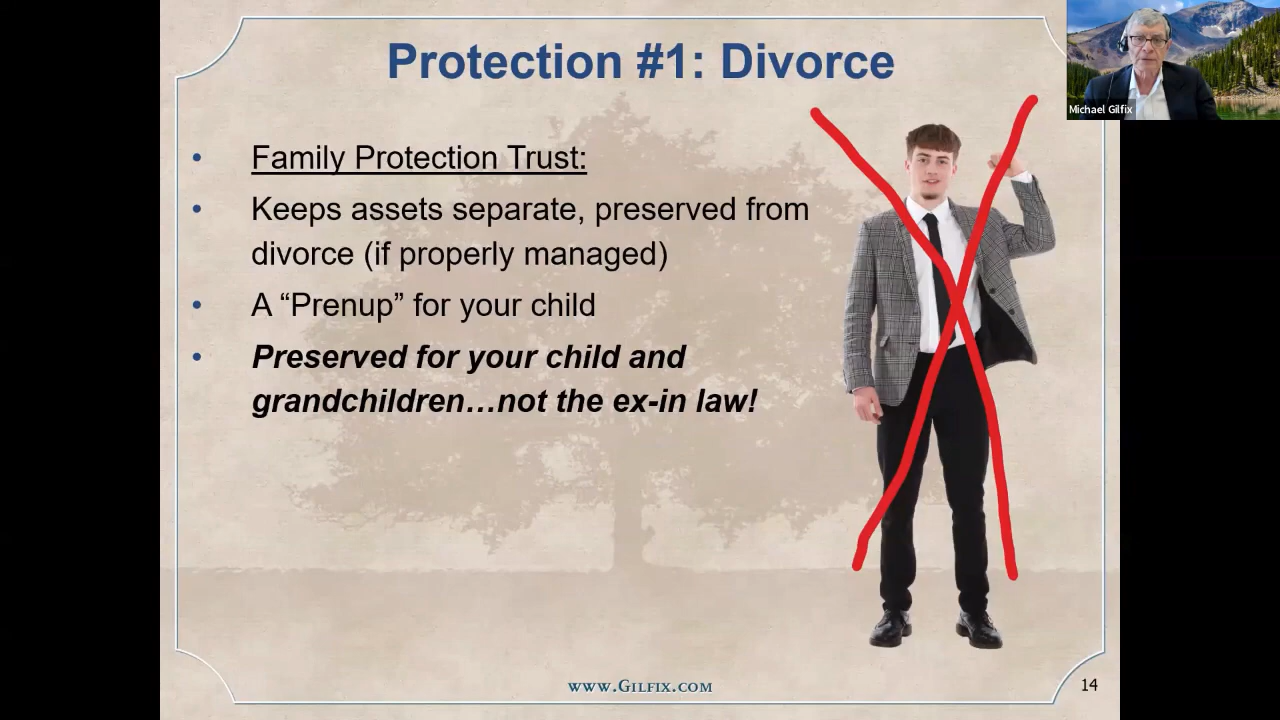 Protection #1: Divorce
Michael Gilfix
• Family Protection Trust:
• Keeps assets separate, preserved from
divorce (if properly managed)
• A “Prenup” for your child
• Preserved for your child and
grandchildren…not the ex-in law!
www.Gilfix.com
14